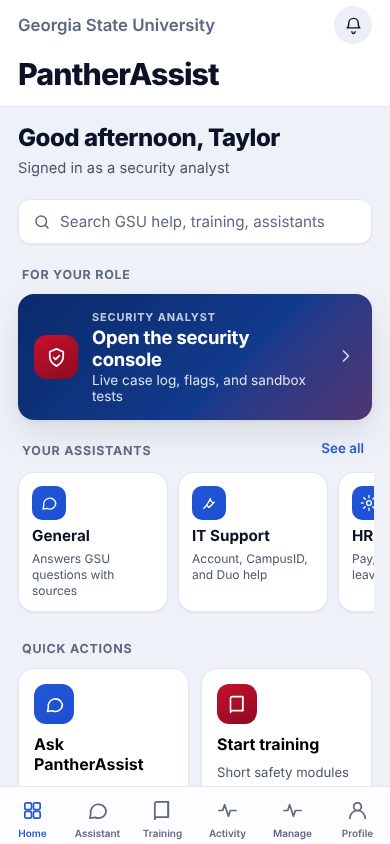 Georgia State University
PantherAssist
Good afternoon, Taylor
Signed in as a security analyst
Search GSU help, training, assistants
FOR YOUR ROLE
SECURITY ANALYST
Open the security
console
Live case log, flags, and sandbox
tests
YOUR ASSISTANTS
See all
General
Answers GSU
questions with
sources
IT Support
Account, CampusID,
and Duo help
HR
Pay,
leav
QUICK ACTIONS
Ask
PantherAssist
Start training
Short safety modules
Home
Assistant
Training
Activity
Manage
Profile